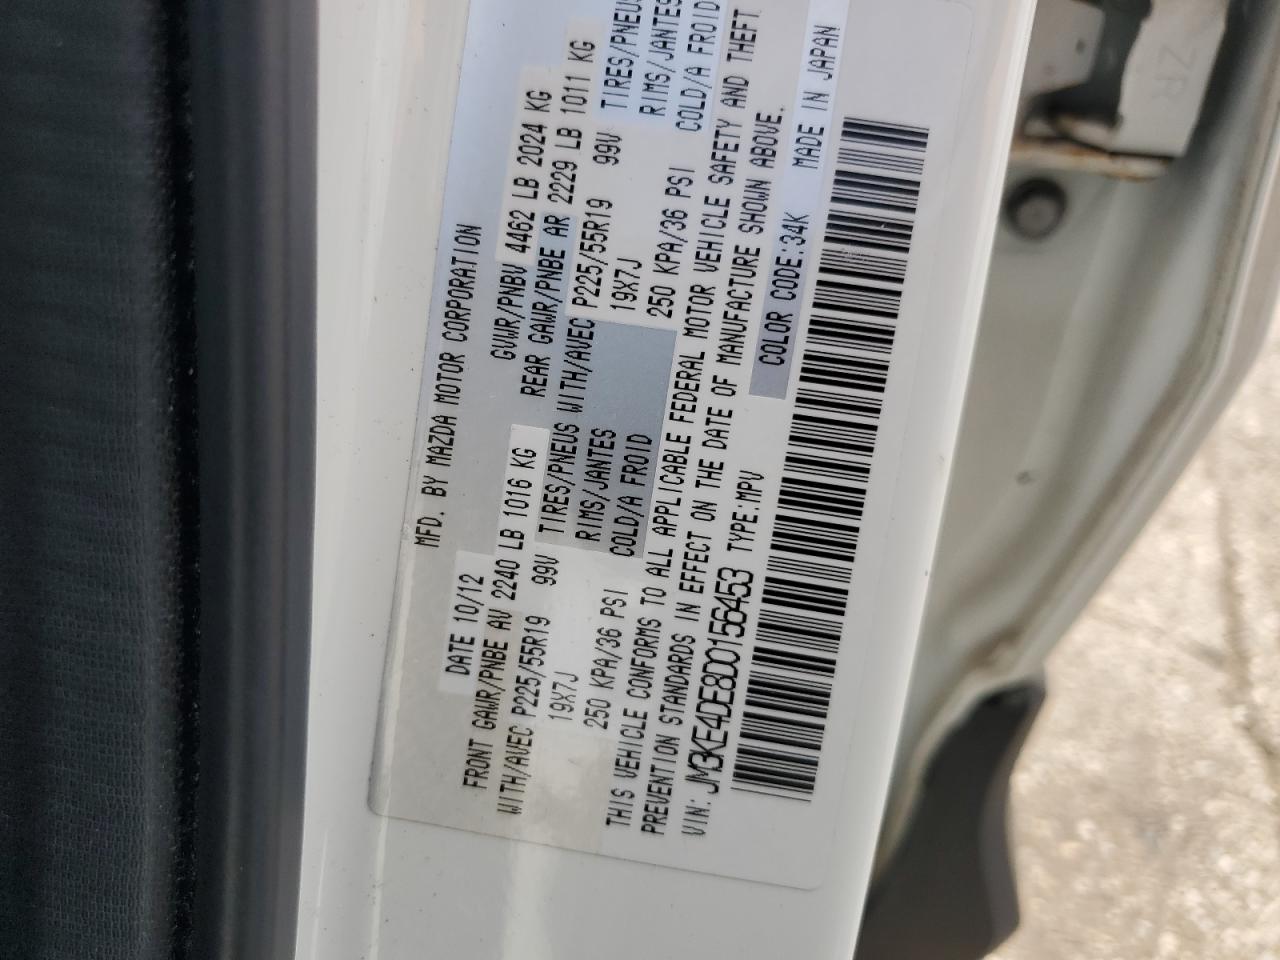 MFD. BY MAZDA MOTOR CORPORATION
DATE 10/12 GVWR/PNBV 4462 LB 2024 KG
FRONT GAWR/PNBE AV 2240 LB 1016 KG REAR GAWR/PNBE AR 2229 LB 1011 KG
WITH/AVEC P225/55R19 99V TIRES/PNEUS WITH/AVEC P225/55R19 99V TIRES/PNEUS
19X7J RIMS/JANTES 19X7J RIMS/JANTES
250 KPA/36 PSI COLD/A FROID 250 KPA/36 PSI COLD/A FROID
THIS VEHICLE CONFORMS TO ALL APPLICABLE FEDERAL MOTOR VEHICLE SAFETY AND THEFT
PREVENTION STANDARDS IN EFFECT ON THE DATE OF MANUFACTURE SHOWN ABOVE.
VIN: JM3KE4DE8D0156453 TYPE:MPV COLOR CODE:34K MADE IN JAPAN
ZR